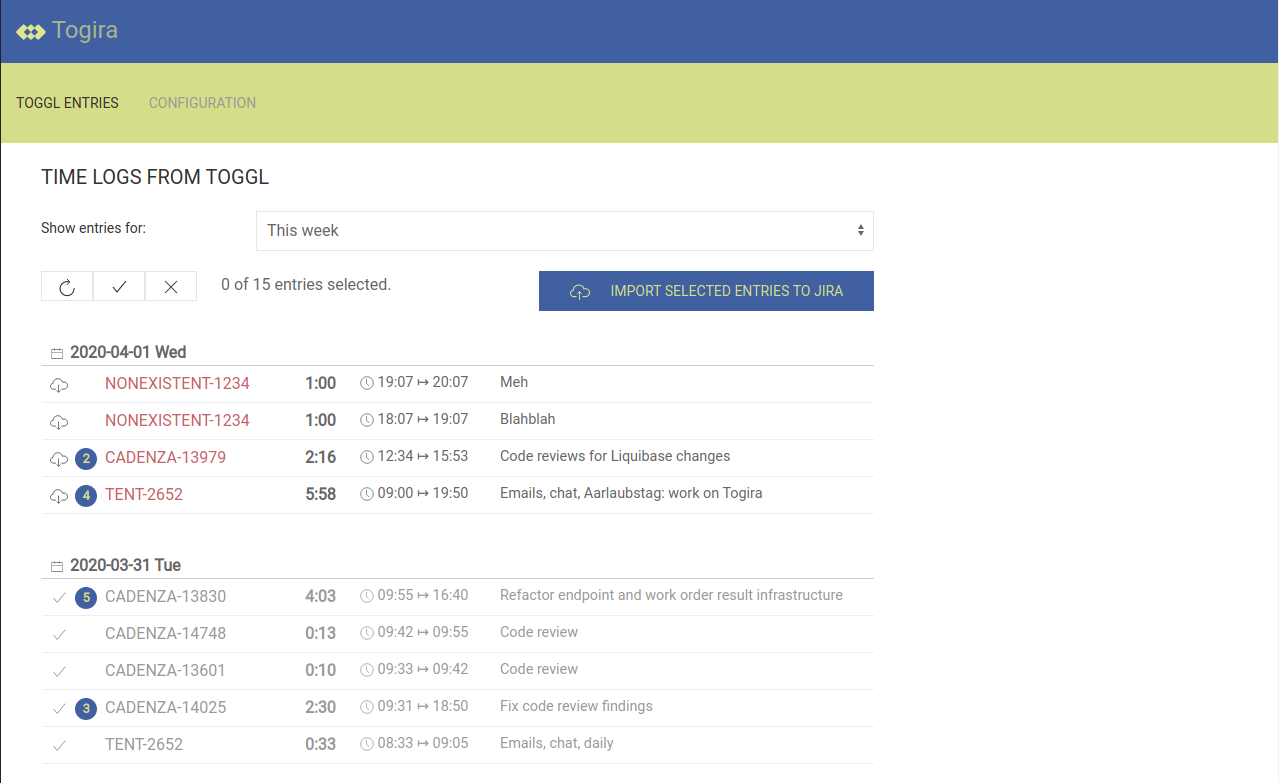 Togira
TOGGL ENTRIES CONFIGURATION
TIME LOGS FROM TOGGL
Show entries for: This week
0 of 15 entries selected. IMPORT SELECTED ENTRIES TO JIRA
2020-04-01 Wed
NONEXISTENT-1234 1:00 19:07 ↦ 20:07 Meh
NONEXISTENT-1234 1:00 18:07 ↦ 19:07 Blahblah
2 CADENZA-13979 2:16 12:34 ↦ 15:53 Code reviews for Liquibase changes
4 TENT-2652 5:58 09:00 ↦ 19:50 Emails, chat, Aarlaubstag: work on Togira
2020-03-31 Tue
5 CADENZA-13830 4:03 09:55 ↦ 16:40 Refactor endpoint and work order result infrastructure
CADENZA-14748 0:13 09:42 ↦ 09:55 Code review
CADENZA-13601 0:10 09:33 ↦ 09:42 Code review
3 CADENZA-14025 2:30 09:31 ↦ 18:50 Fix code review findings
TENT-2652 0:33 08:33 ↦ 09:05 Emails, chat, daily